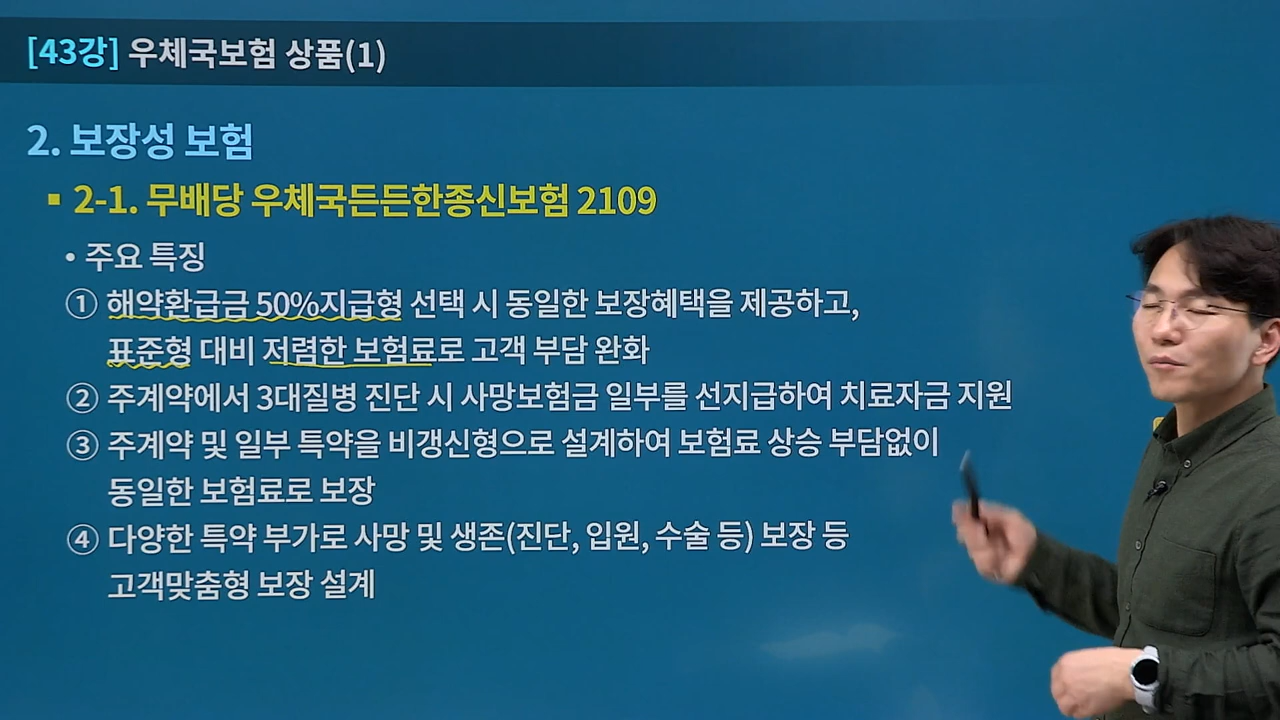 [43강] 우체국보험 상품(1)
2. 보장성 보험
▪ 2-1. 무배당 우체국든든한종신보험 2109
• 주요 특징
① 해약환급금 50%지급형 선택 시 동일한 보장혜택을 제공하고,
표준형 대비 저렴한 보험료로 고객 부담 완화
② 주계약에서 3대질병 진단 시 사망보험금 일부를 선지급하여 치료자금 지원
③ 주계약 및 일부 특약을 비갱신형으로 설계하여 보험료 상승 부담없이
동일한 보험료로 보장
④ 다양한 특약 부가로 사망 및 생존(진단, 입원, 수술 등) 보장 등
고객맞춤형 보장 설계